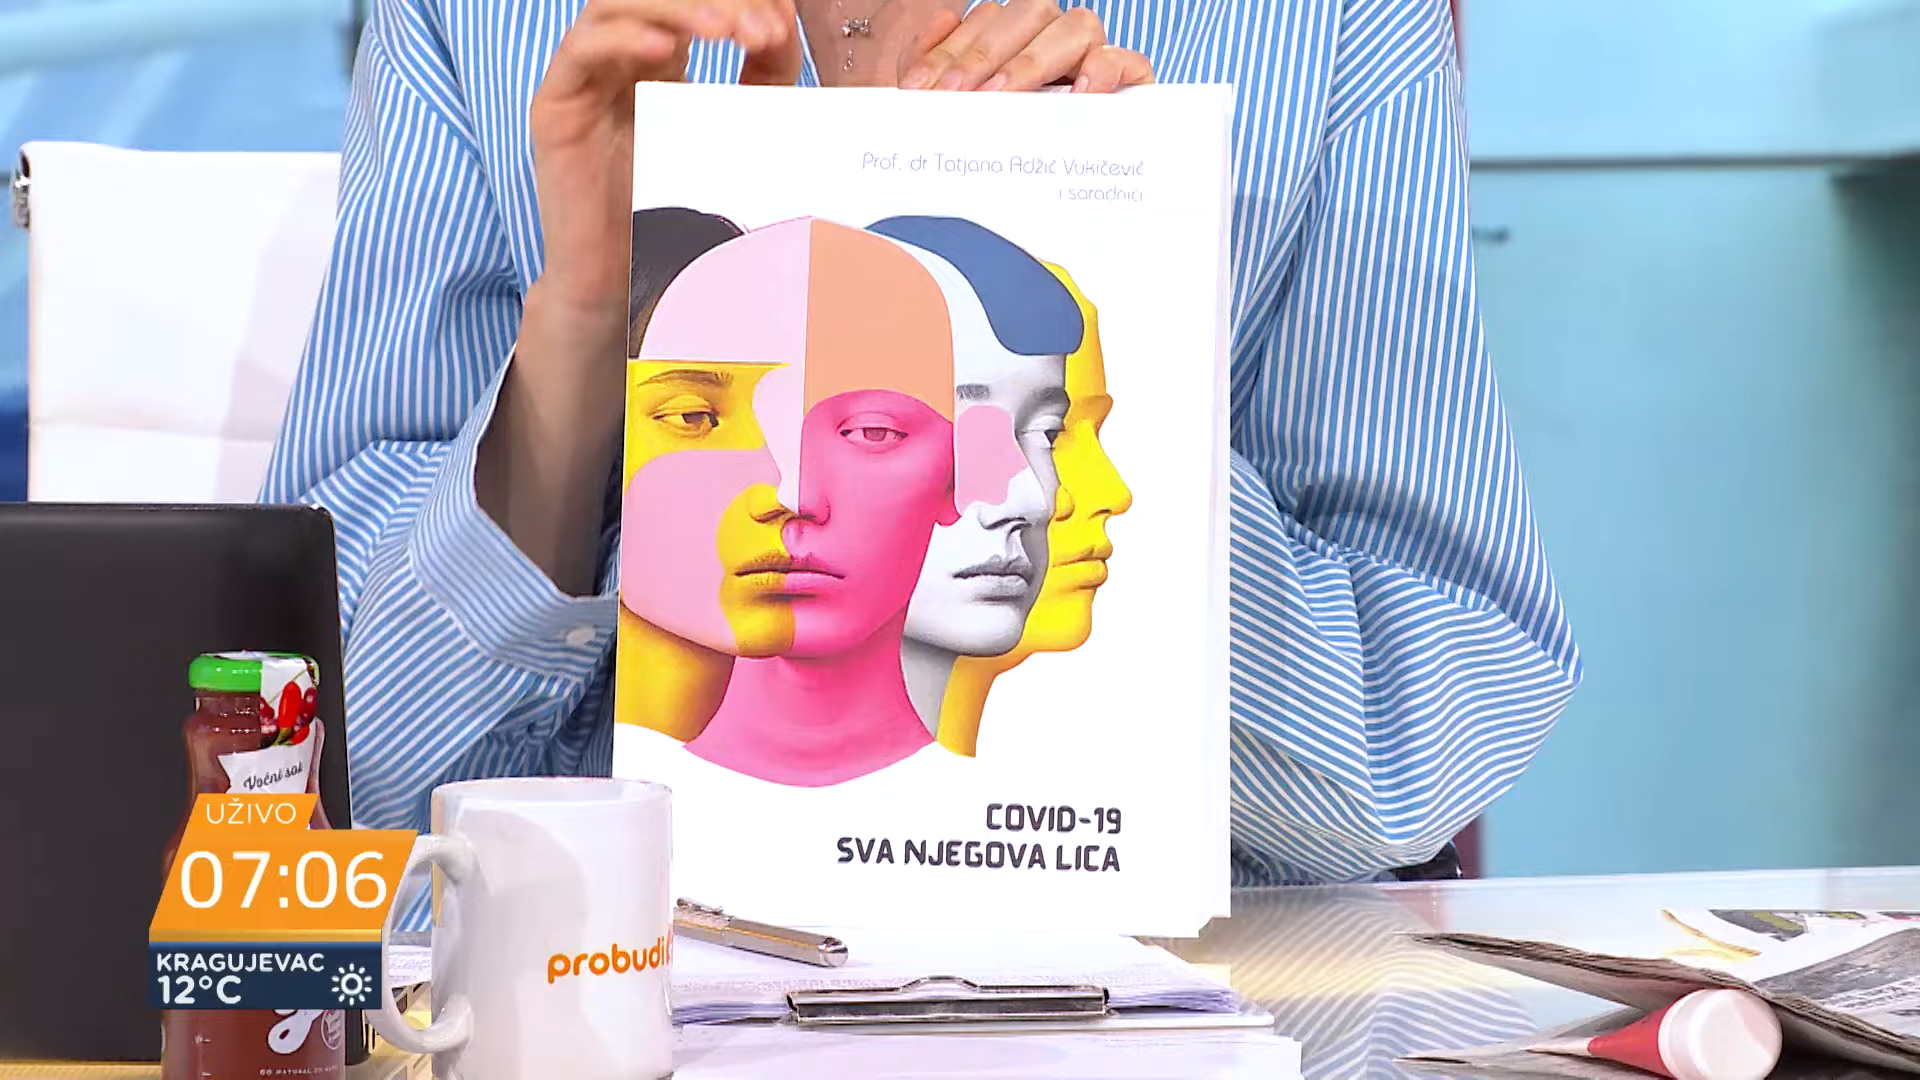 Prof. dr Tatjana Adžić Vukičević
i saradnici
COVID-19
SVA NJEGOVA LICA
Voćni sok
UŽIVO
07:06
KRAGUJEVAC
12°C
probudi